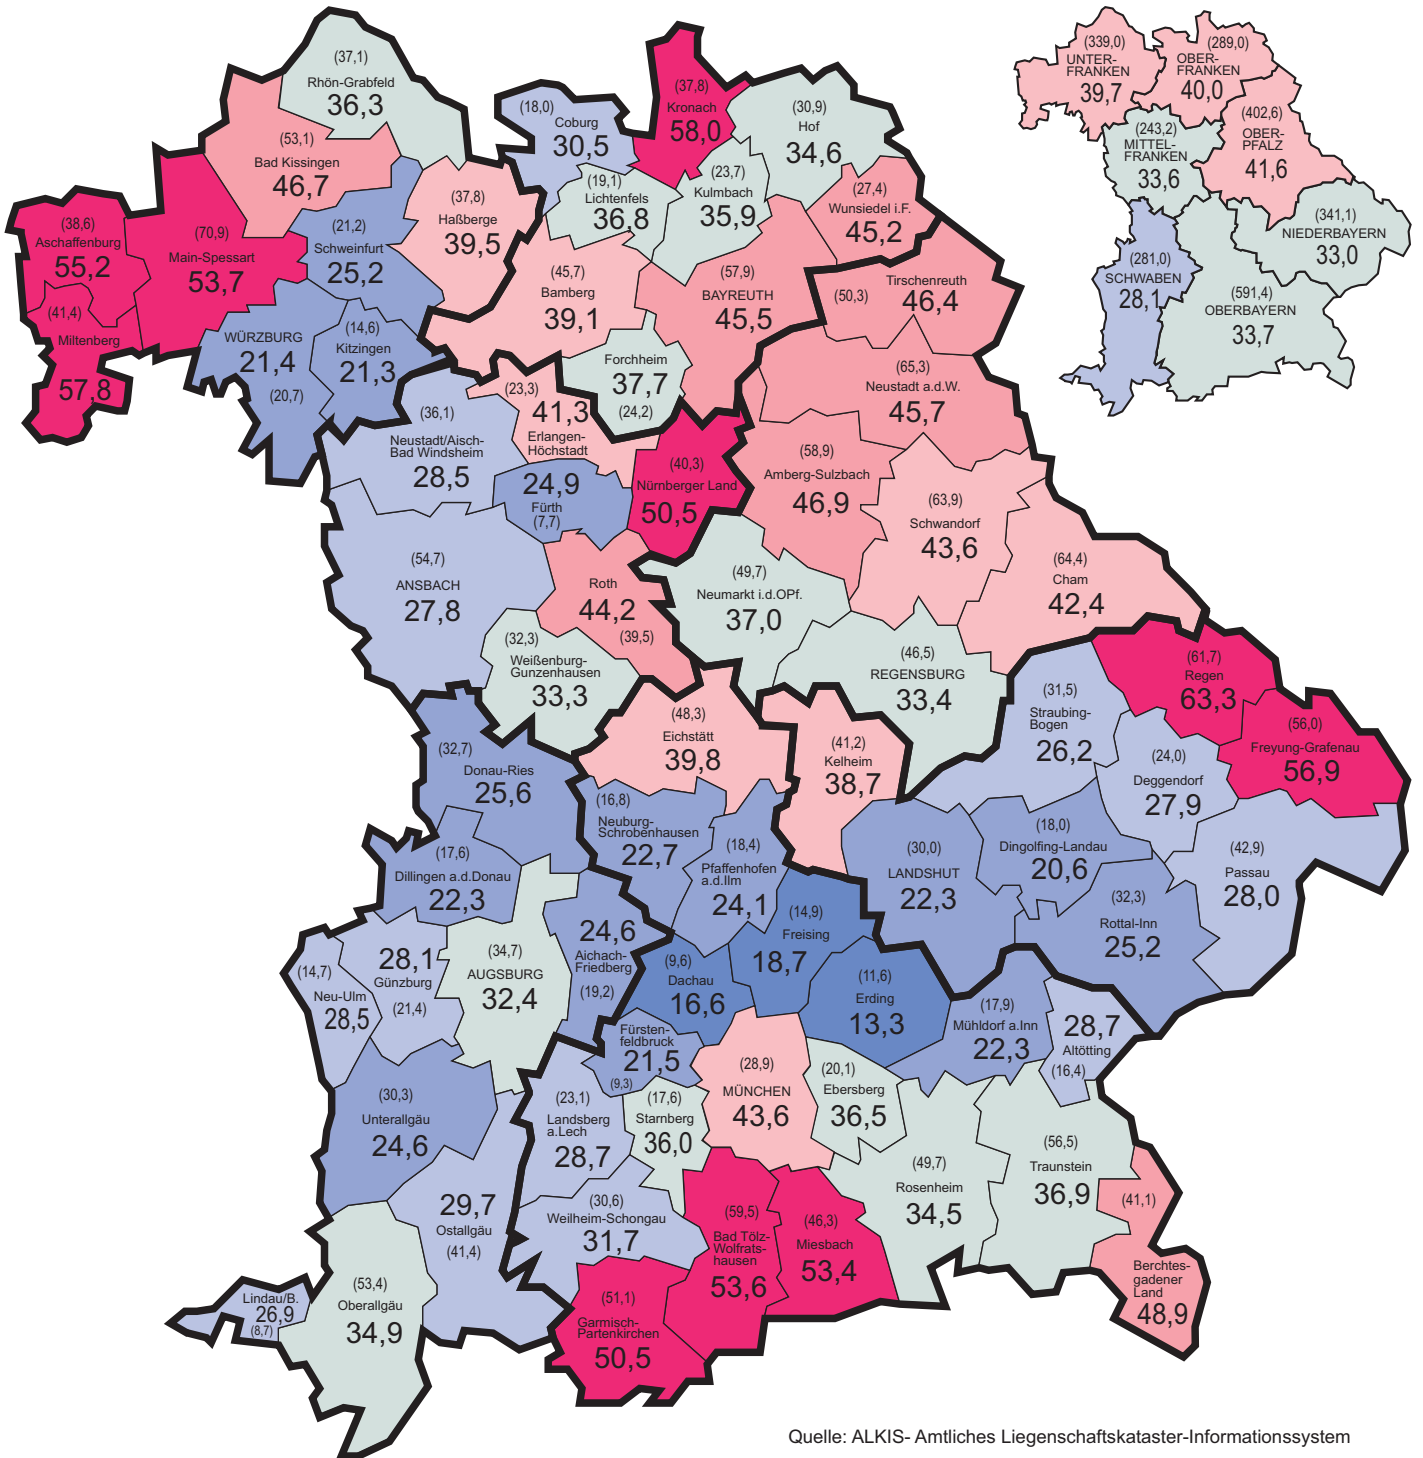 (37,1)
Rhön-Grabfeld
36,3
(53,1)
Bad Kissingen
46,7
(18,0)
Coburg
30,5
(37,8)
Kronach
58,0
(30,9)
Hof
34,6
(19,1)
Lichtenfels
36,8
(23,7)
Kulmbach
35,9
(27,4)
Wunsiedel i.F.
45,2
(37,8)
Haßberge
39,5
(38,6)
Aschaffenburg
55,2
(70,9)
Main-Spessart
53,7
(21,2)
Schweinfurt
25,2
(41,4)
Miltenberg
57,8
WÜRZBURG
21,4
(20,7)
(14,6)
Kitzingen
21,3
(45,7)
Bamberg
39,1
(57,9)
BAYREUTH
45,5
(50,3)
Tirschenreuth
46,4
Forchheim
37,7
(24,2)
(65,3)
Neustadt a.d.W.
45,7
(36,1)
Neustadt/Aisch-
Bad Windsheim
28,5
(23,3)
41,3
Erlangen-
Höchstadt
24,9
Fürth
(7,7)
(40,3)
Nürnberger Land
50,5
(58,9)
Amberg-Sulzbach
46,9
(63,9)
Schwandorf
43,6
(64,4)
Cham
42,4
(54,7)
ANSBACH
27,8
Roth
44,2
(39,5)
(49,7)
Neumarkt i.d.OPf.
37,0
(32,3)
Weißenburg-
Gunzenhausen
33,3
(46,5)
REGENSBURG
33,4
(61,7)
Regen
63,3
(56,0)
Freyung-Grafenau
56,9
(31,5)
Straubing-
Bogen
26,2
(24,0)
Deggendorf
27,9
(48,3)
Eichstätt
39,8
(41,2)
Kelheim
38,7
(32,7)
Donau-Ries
25,6
(16,8)
Neuburg-
Schrobenhausen
22,7
(18,4)
Pfaffenhofen
a.d.Ilm
24,1
(30,0)
LANDSHUT
22,3
(18,0)
Dingolfing-Landau
20,6
(42,9)
Passau
28,0
(32,3)
Rottal-Inn
25,2
(17,6)
Dillingen a.d.Donau
22,3
28,1
Günzburg
(21,4)
(34,7)
AUGSBURG
32,4
24,6
Aichach-
Friedberg
(19,2)
(14,7)
Neu-Ulm
28,5
(9,6)
Dachau
16,6
(14,9)
Freising
18,7
(11,6)
Erding
13,3
(17,9)
Mühldorf a.Inn
22,3
28,7
Altötting
(16,4)
Fürsten-
feldbruck
21,5
(9,3)
(28,9)
MÜNCHEN
43,6
(20,1)
Ebersberg
36,5
(30,3)
Unterallgäu
24,6
(23,1)
Landsberg
a.Lech
28,7
(17,6)
Starnberg
36,0
(49,7)
Rosenheim
34,5
(56,5)
Traunstein
36,9
(41,1)
Berchtes-
gadener
Land
48,9
29,7
Ostallgäu
(41,4)
(30,6)
Weilheim-Schongau
31,7
(59,5)
Bad Tölz-
Wolfrats-
hausen
53,6
(46,3)
Miesbach
53,4
(53,4)
Oberallgäu
34,9
Lindau/B.
26,9
(8,7)
(51,1)
Garmisch-
Partenkirchen
50,5
(339,0)
UNTER-
FRANKEN
39,7
(289,0)
OBER-
FRANKEN
40,0
(243,2)
MITTEL-
FRANKEN
33,6
(402,6)
OBER-
PFALZ
41,6
(341,1)
NIEDERBAYERN
33,0
(281,0)
SCHWABEN
28,1
(591,4)
OBERBAYERN
33,7
Quelle: ALKIS- Amtliches Liegenschaftskataster-Informationssystem